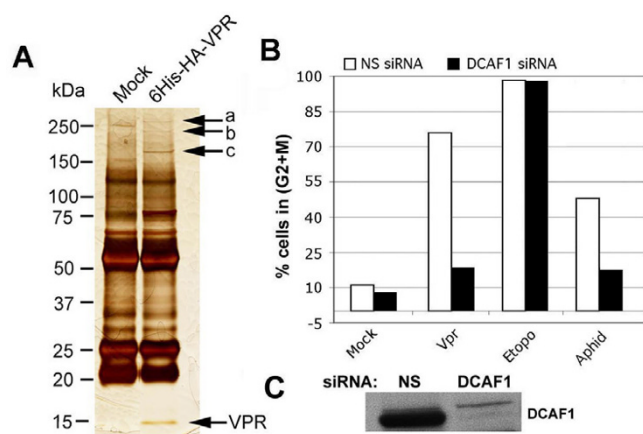 A
kDa
Mock
6His-HA-VPR
250
150
100
75
50
37
25
20
15
a
b
c
VPR
B
NS siRNA
DCAF1 siRNA
% cells in (G2+M)
100
85
70
55
40
25
10
-5
Mock
Vpr
Etopo
Aphid
C
siRNA: NS DCAF1
DCAF1